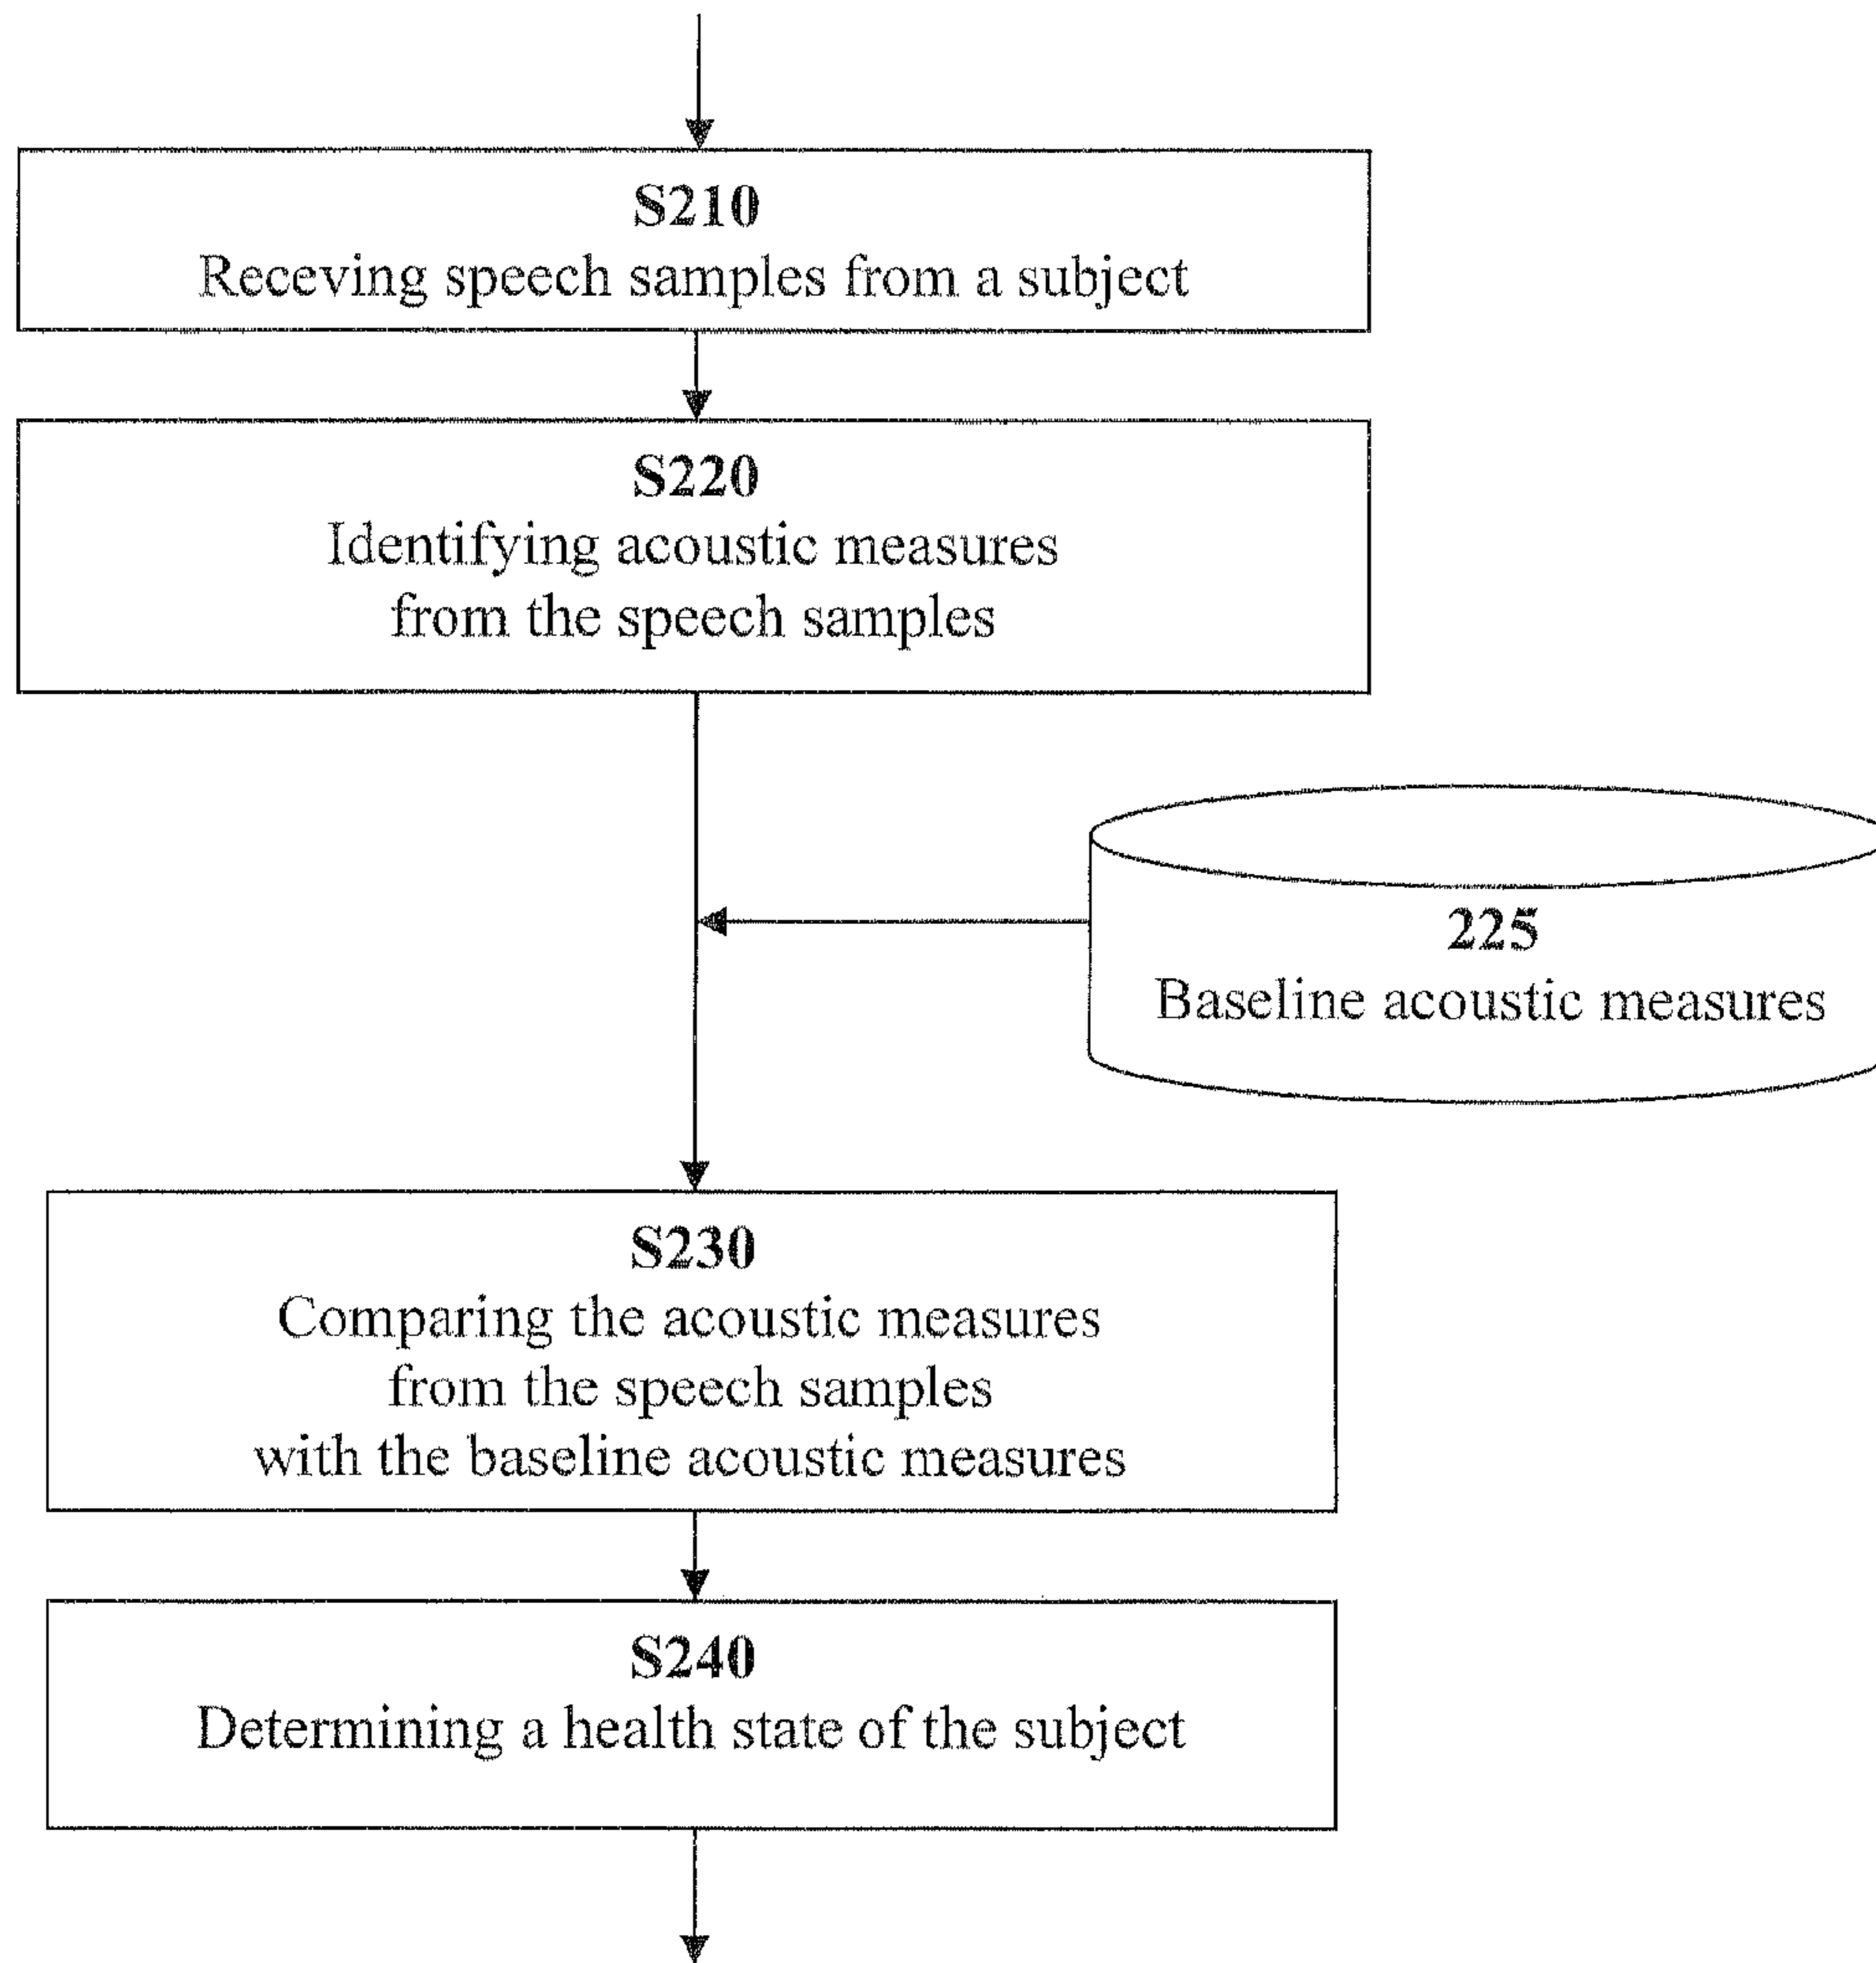 S210
Receving speech samples from a subject
S220
Identifying acoustic measures
from the speech samples
225
Baseline acoustic measures
S230
Comparing the acoustic measures
from the speech samples
with the baseline acoustic measures
S240
Determining a health state of the subject